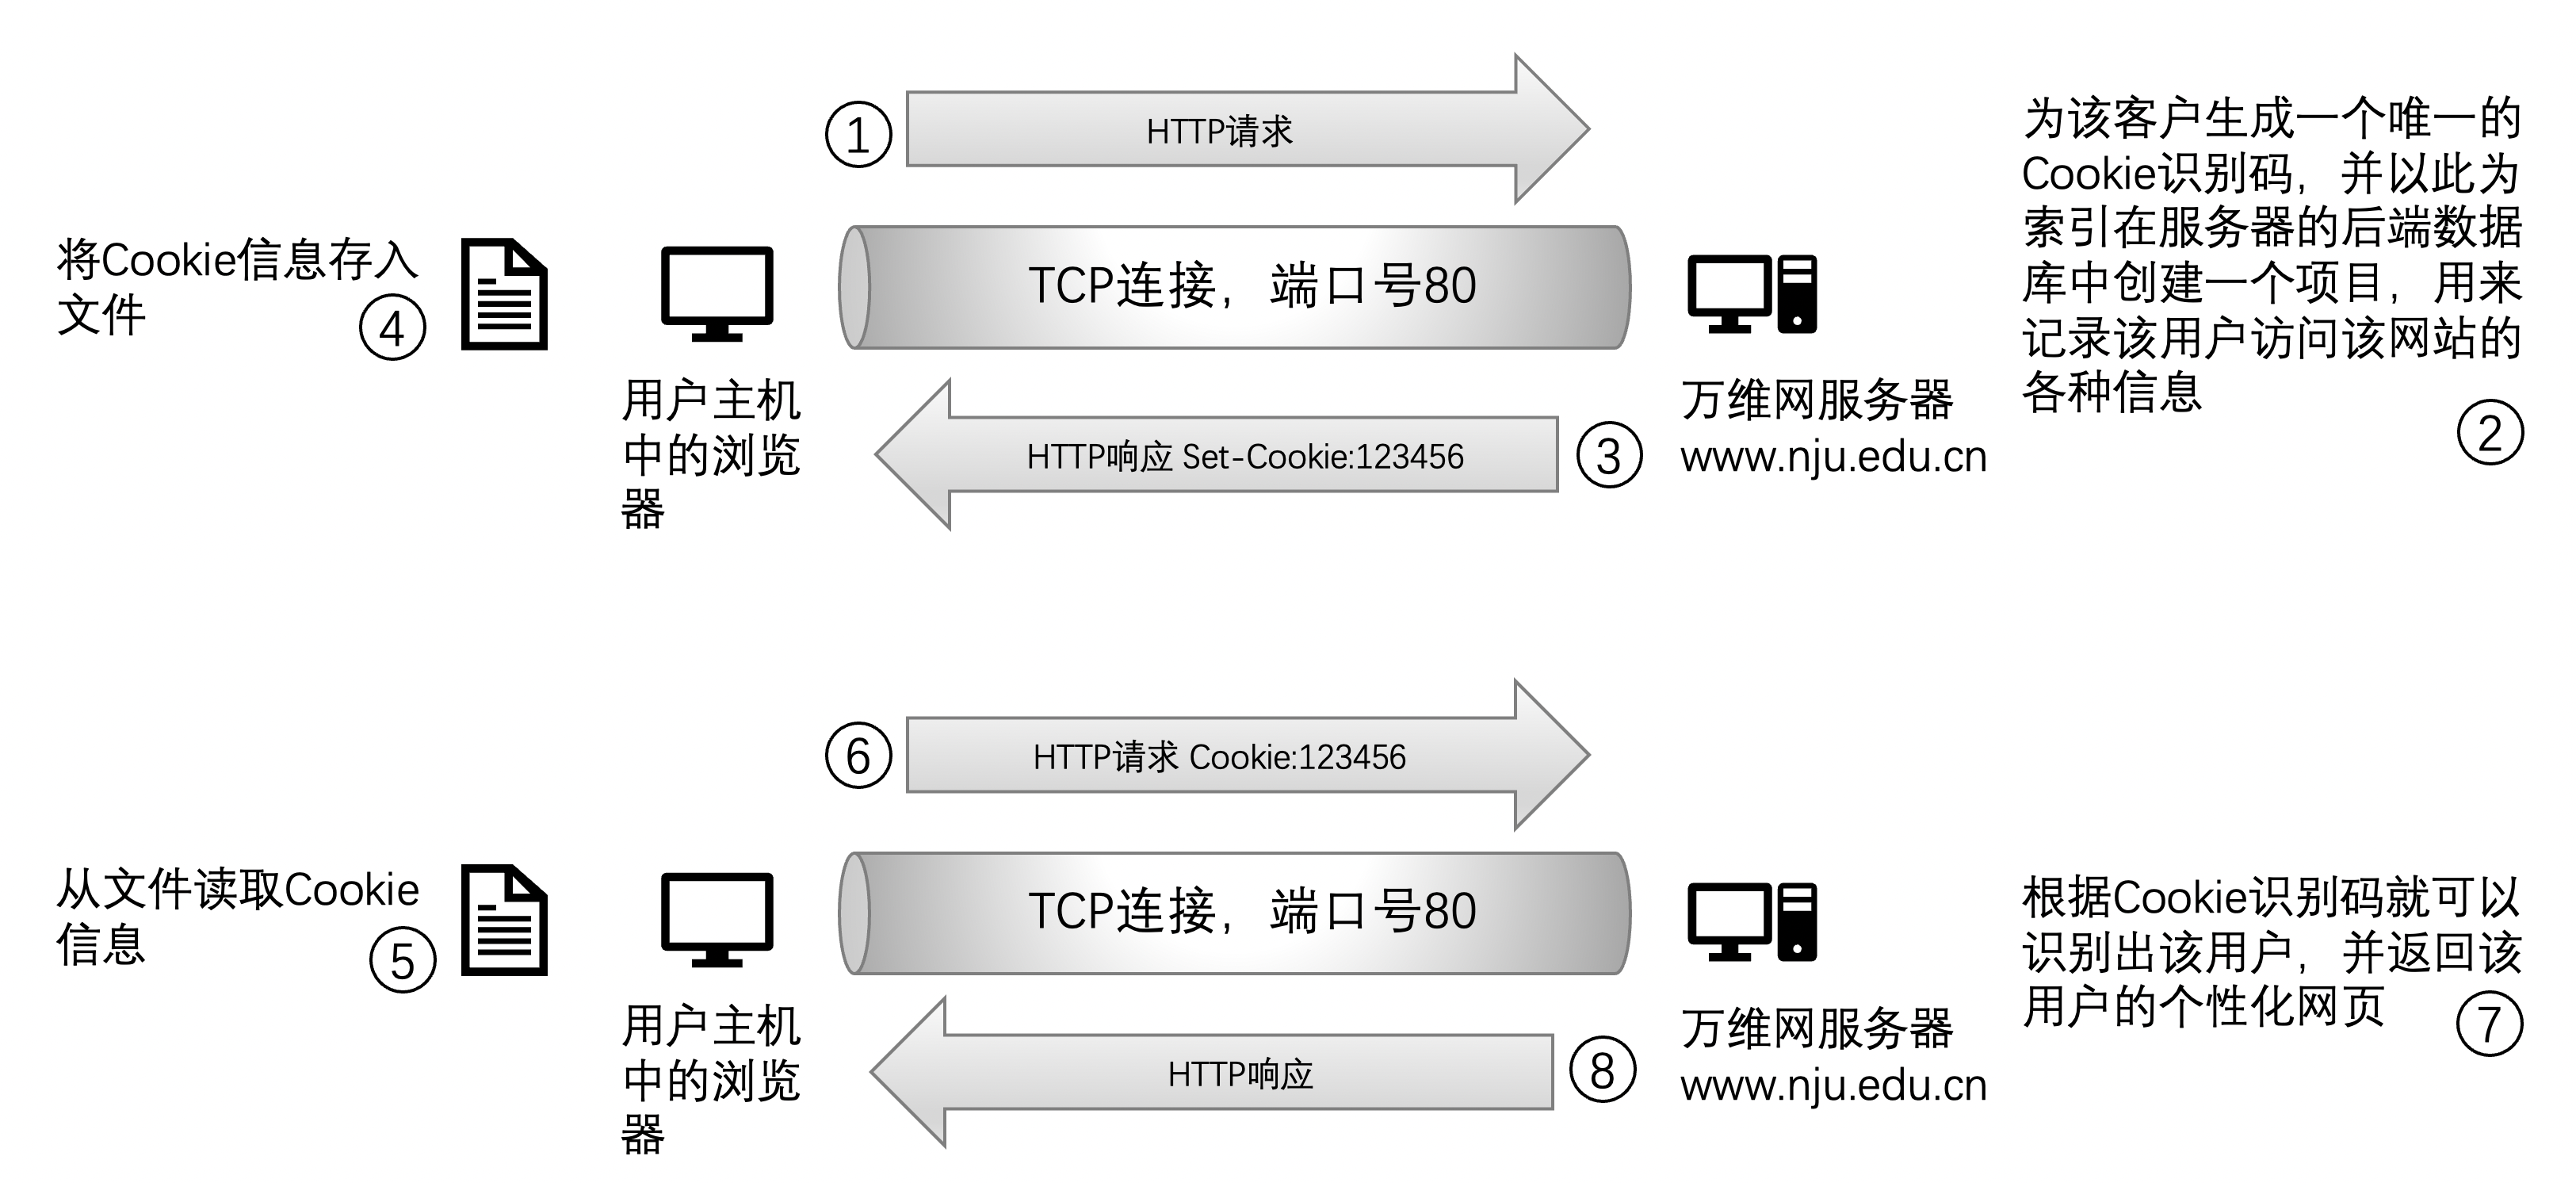 ①
HTTP请求
为该客户生成一个唯一的
Cookie识别码，并以此为
索引在服务器的后端数据
库中创建一个项目，用来
记录该用户访问该网站的
各种信息
②
将Cookie信息存入
文件
④
TCP连接，端口号80
用户主机
中的浏览
器
万维网服务器
www.nju.edu.cn
HTTP响应 Set-Cookie:123456
③
⑥
HTTP请求 Cookie:123456
从文件读取Cookie
信息
⑤
TCP连接，端口号80
用户主机
中的浏览
器
万维网服务器
www.nju.edu.cn
根据Cookie识别码就可以
识别出该用户，并返回该
用户的个性化网页
⑦
HTTP响应
⑧